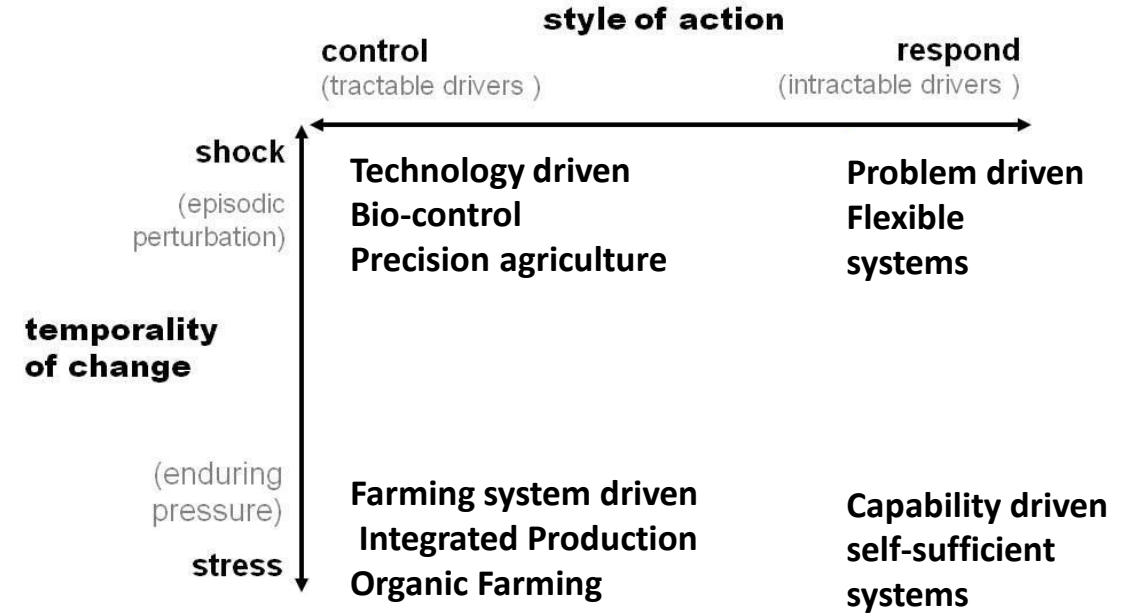 style of action
control
(tractable drivers )
respond
(intractable drivers )
shock
(episodic
perturbation)
Technology driven
Bio-control
Precision agriculture
Problem driven
Flexible
systems
temporality
of change
(enduring
pressure)
stress
Farming system driven
Integrated Production
Organic Farming
Capability driven
self-sufficient
systems